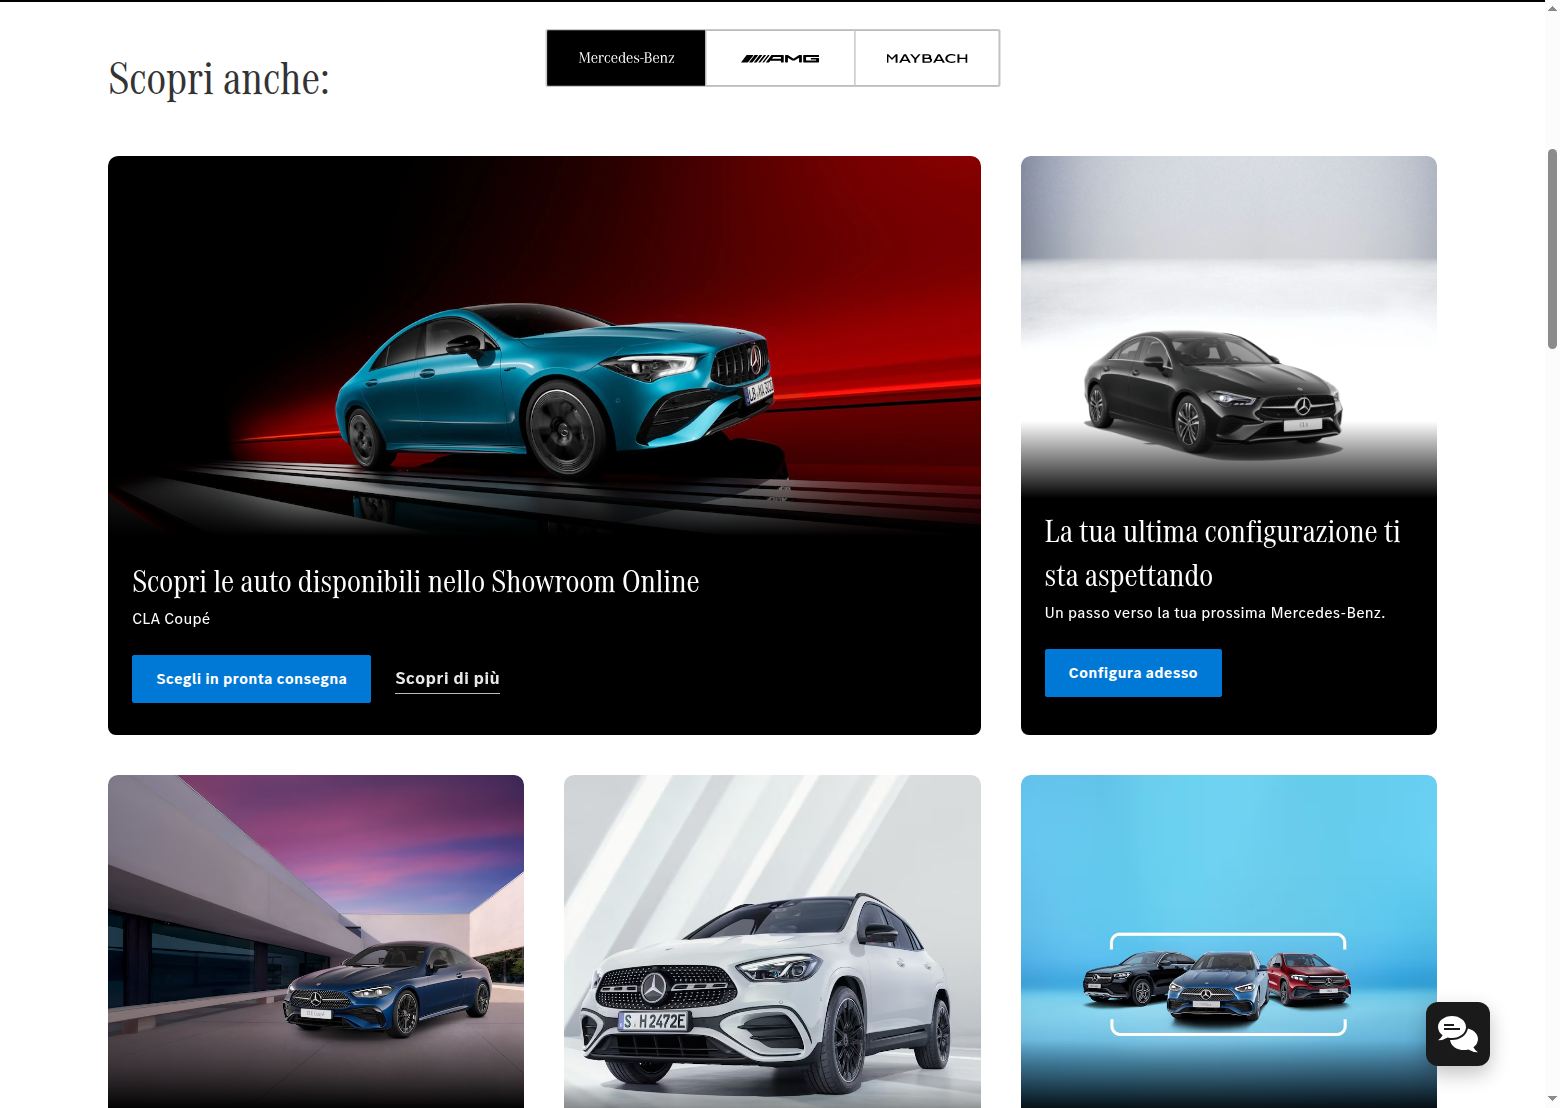 Scopri anche:
Mercedes-Benz
AMG
MAYBACH
Scopri le auto disponibili nello Showroom Online
CLA Coupé
Scegli in pronta consegna
Scopri di più
CLA
La tua ultima configurazione ti
sta aspettando
Un passo verso la tua prossima Mercedes-Benz.
Configura adesso
S H 2472E